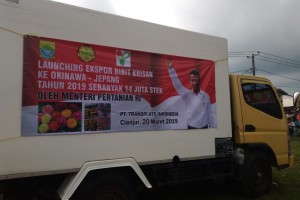 LAUNCHING EKSPOR BIBIT KRISAN
KE OKINAWA - JEPANG
TAHUN 2019 SEBANYAK 14 JUTA STEK
OLEH MENTERI PERTANIAN RI
PT. TRANSPLANTS INDONESIA
Cianjur, 20 Maret 2019